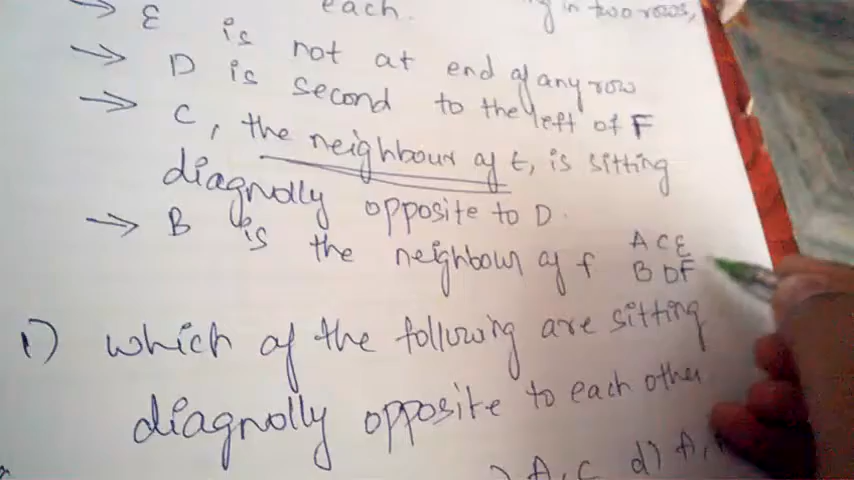 each.
in two rows,
→ E is not at end of any row
→ D is second to the left of F
→ C, the neighbour of E, is sitting
diagnolly opposite to D.
→ B is the neighbour of f
A C E
B D F
1) which of the following are sitting
diagnolly opposite to each other
A, C d) A,